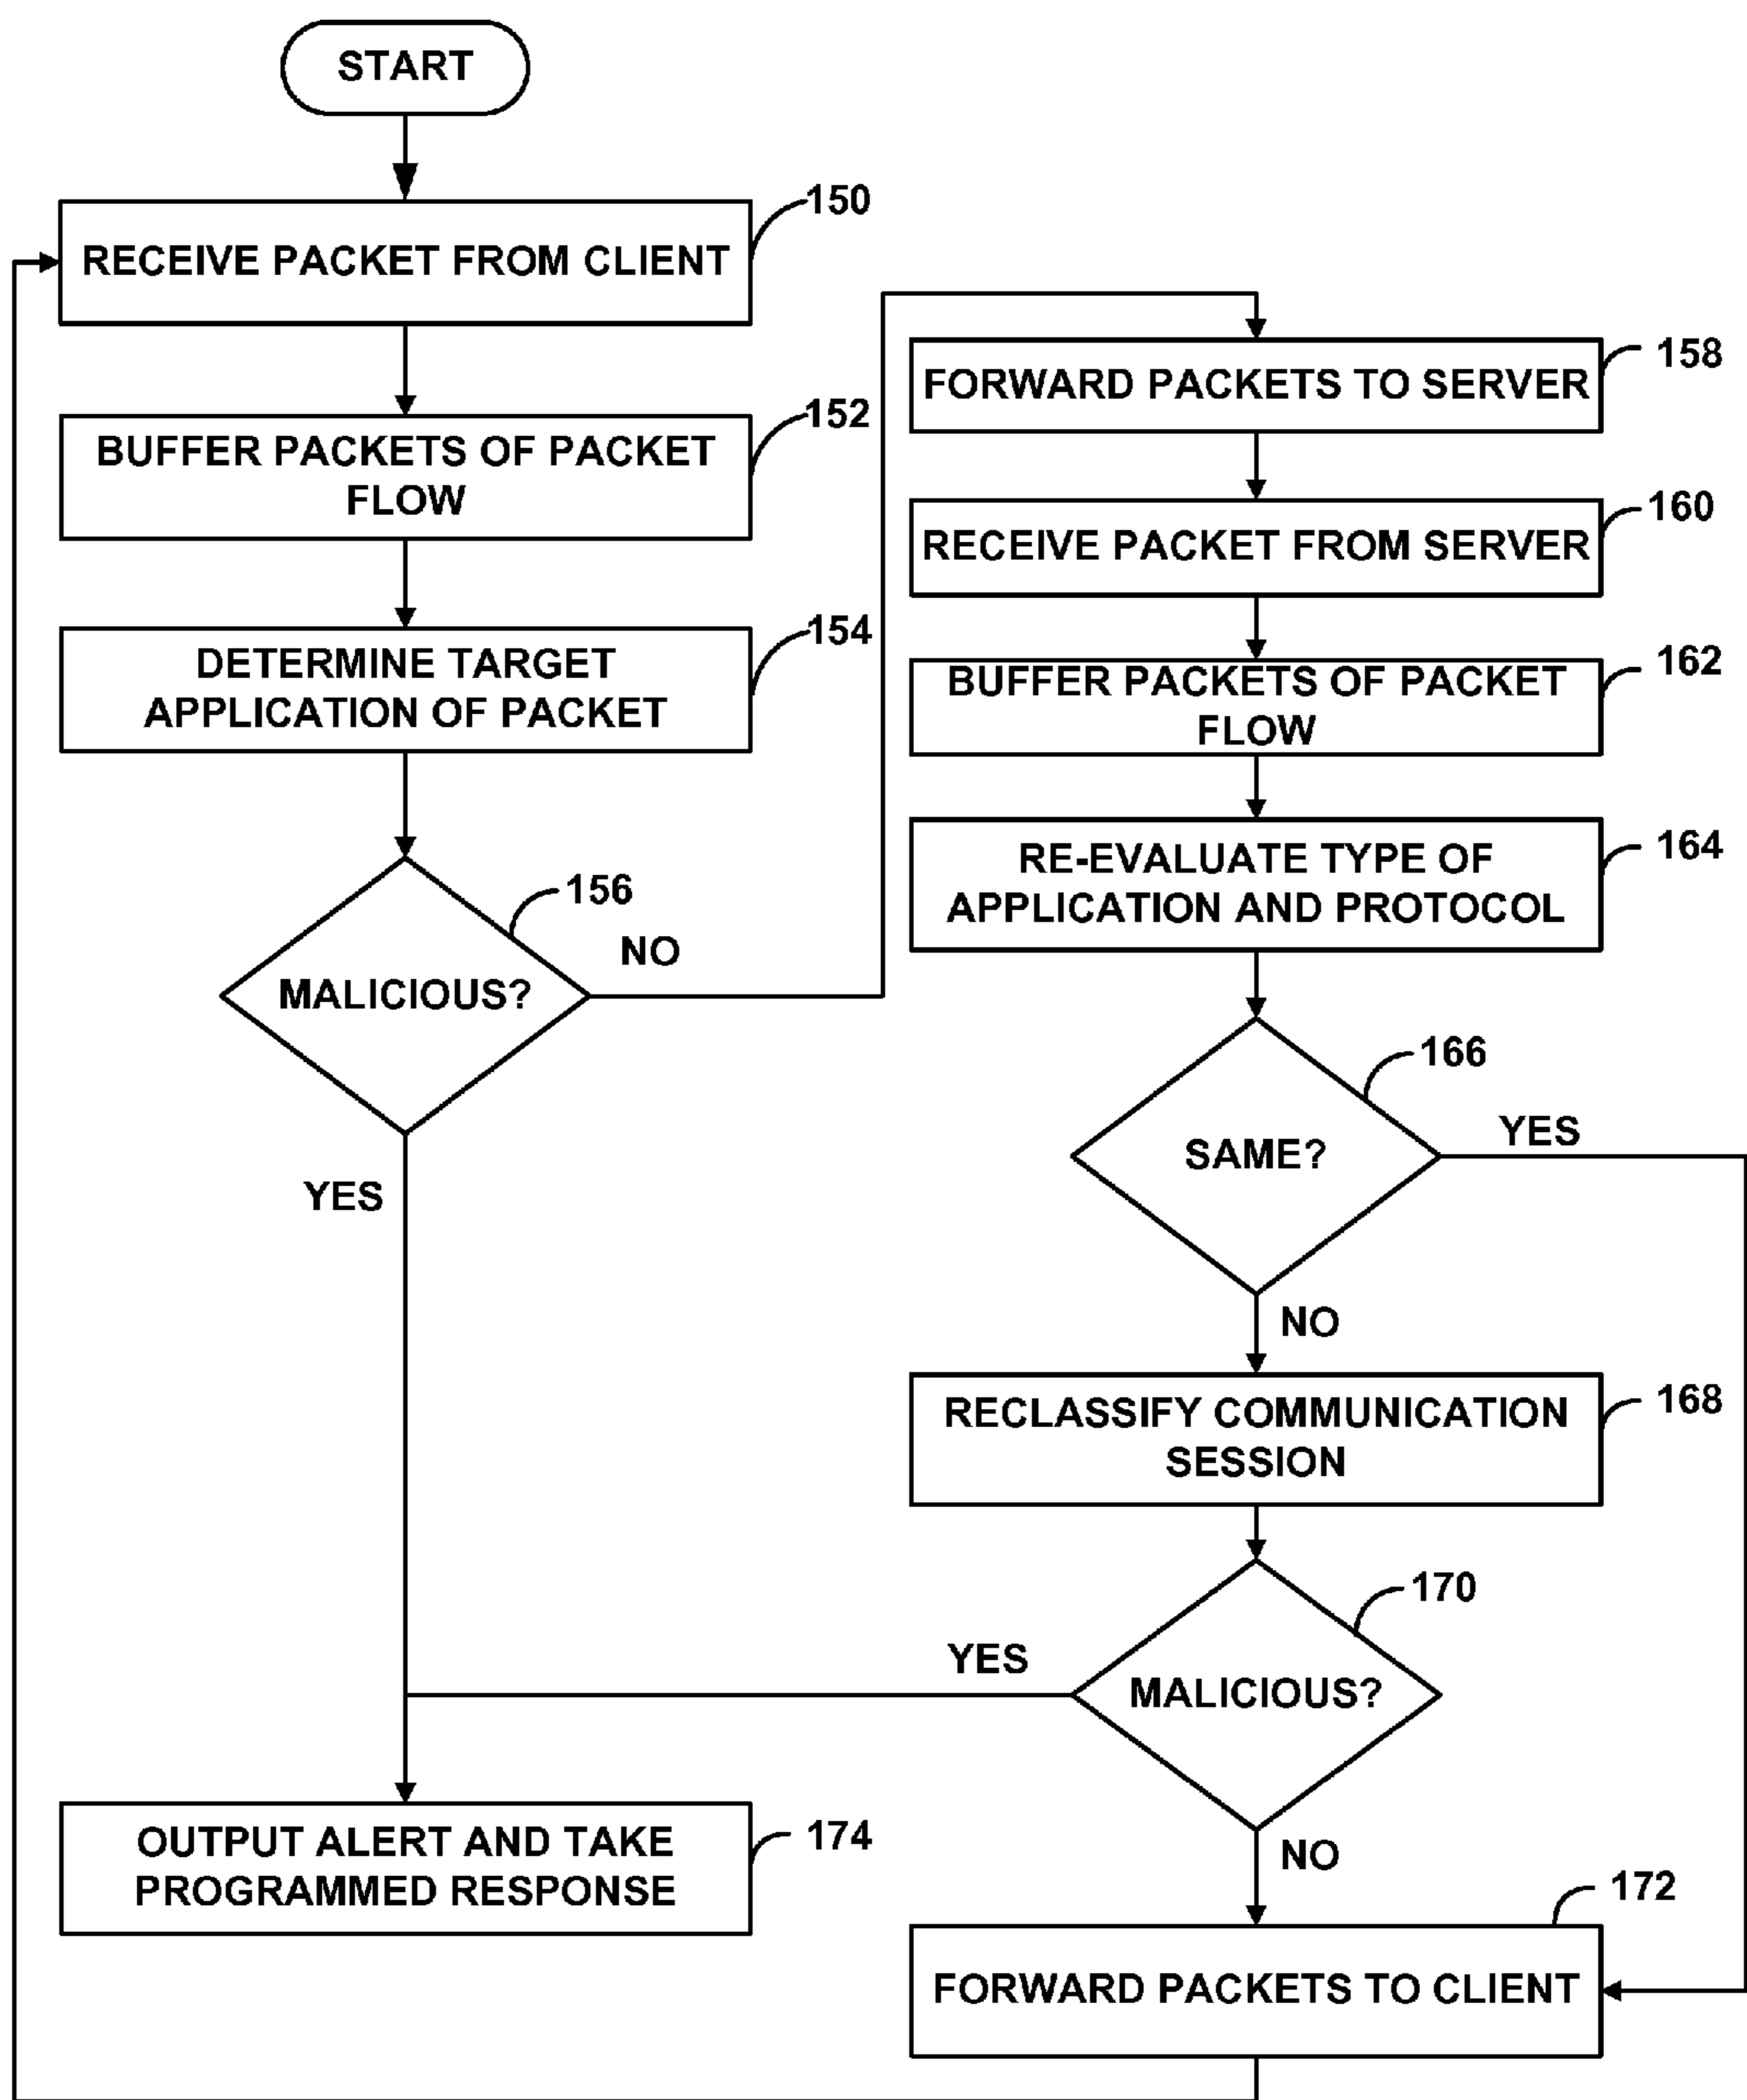 START
RECEIVE PACKET FROM CLIENT
150
BUFFER PACKETS OF PACKET
FLOW
152
DETERMINE TARGET
APPLICATION OF PACKET
154
MALICIOUS?
156
NO
YES
FORWARD PACKETS TO SERVER
158
RECEIVE PACKET FROM SERVER
160
BUFFER PACKETS OF PACKET
FLOW
162
RE-EVALUATE TYPE OF
APPLICATION AND PROTOCOL
164
SAME?
166
YES
NO
RECLASSIFY COMMUNICATION
SESSION
168
MALICIOUS?
170
YES
NO
FORWARD PACKETS TO CLIENT
172
OUTPUT ALERT AND TAKE
PROGRAMMED RESPONSE
174